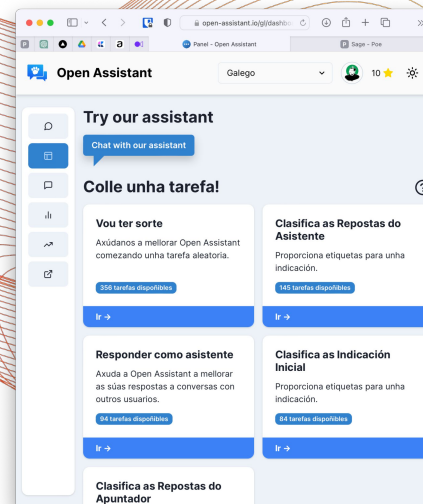 open-assistant.io/gl/dashbo
Panel - Open Assistant
Sage - Poe
Open Assistant
Galego
10
Try our assistant
Chat with our assistant
Colle unha tarefa!
Vou ter sorte
Axúdanos a mellorar Open Assistant
comezando unha tarefa aleatoria.
356 tarefas dispoñibles
Ir →
Clasifica as Repostas do
Asistente
Proporciona etiquetas para unha
indicación.
145 tarefas dispoñibles
Ir →
Responder como asistente
Axuda a Open Assistant a mellorar
as súas respostas a conversas con
outros usuarios.
94 tarefas dispoñibles
Ir →
Clasifica as Indicación
Inicial
Proporciona etiquetas para unha
indicación.
84 tarefas dispoñibles
Ir →
Clasifica as Repostas do
Apuntador